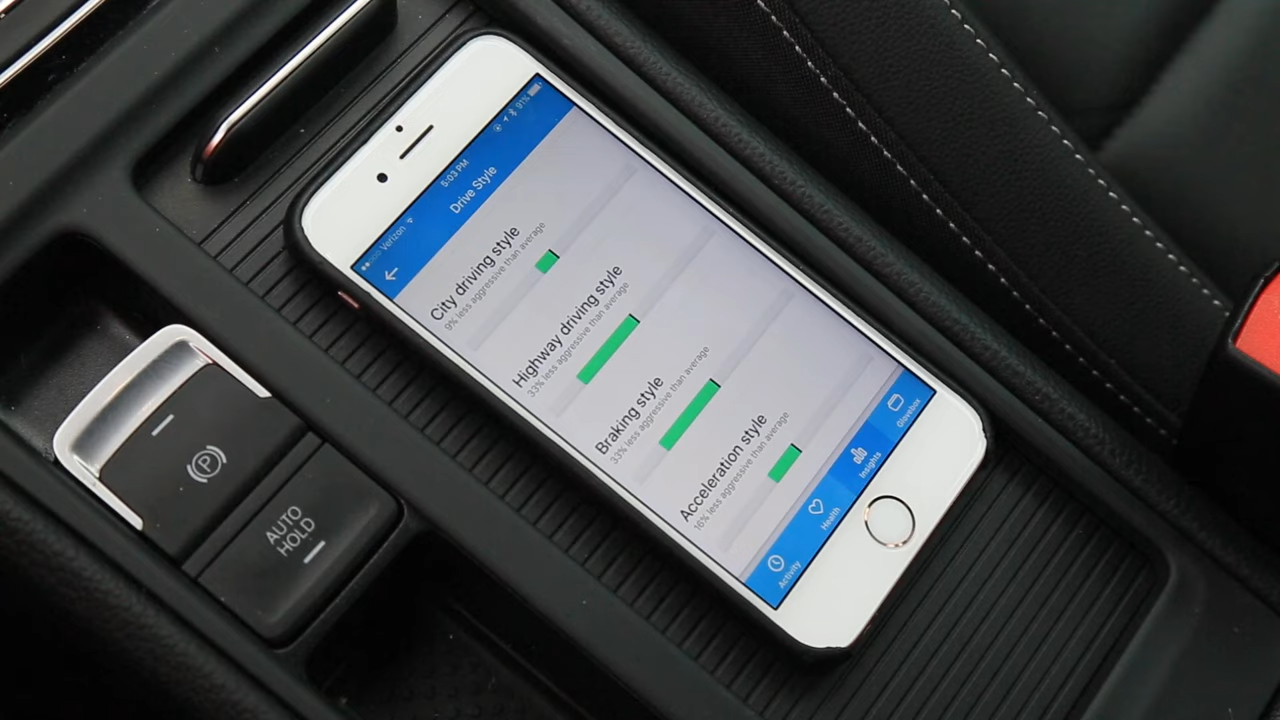 Verizon
5:03 PM
91%
Drive Style
City driving style
9% less aggressive than average
Highway driving style
33% less aggressive than average
Braking style
33% less aggressive than average
Acceleration style
16% less aggressive than average
Activity
Health
Insights
Glovebox
P
AUTO
HOLD